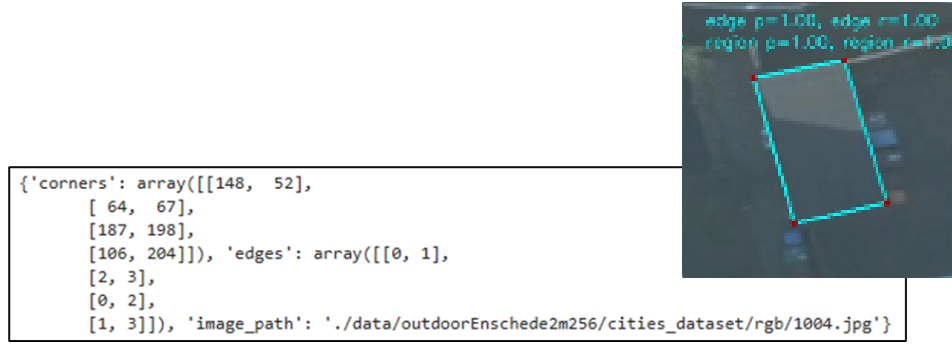 edge p=1.00, edge r=1.00
region p=1.00, region r=1.0
{'corners': array([[148, 52],
[ 64, 67],
[187, 198],
[106, 204]]), 'edges': array([[0, 1],
[2, 3],
[0, 2],
[1, 3]]), 'image_path': './data/outdoorEnschede2m256/cities_dataset/rgb/1004.jpg'}